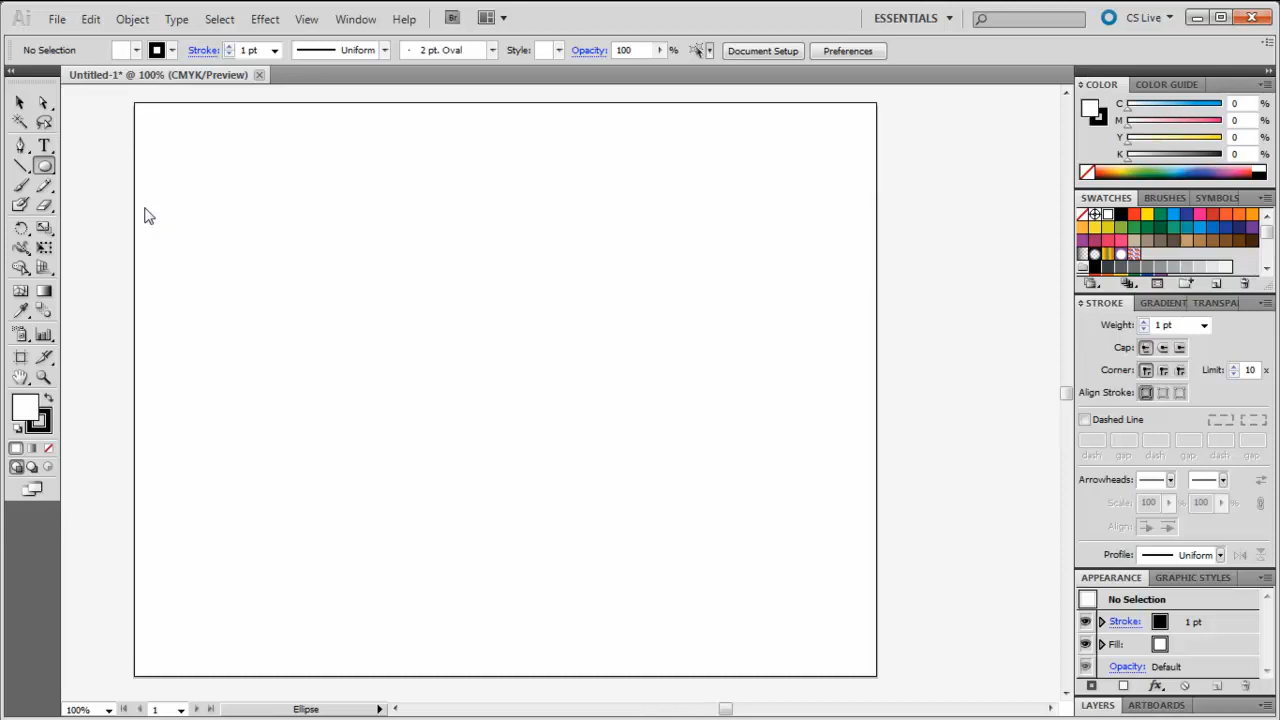 Ai File Edit Object Type Select Effect View Window Help Br ESSENTIALS CS Live
No Selection Stroke: 1 pt Uniform 2 pt. Oval Style: Opacity: 100 % Document Setup Preferences
Untitled-1* @ 100% (CMYK/Preview)
COLOR COLOR GUIDE
C 0 %
M 0 %
Y 0 %
K 0 %
SWATCHES BRUSHES SYMBOLS
STROKE GRADIENT TRANSPA
Weight: 1 pt
Cap:
Corner: Limit: 10 x
Align Stroke:
Dashed Line
dash gap dash gap dash gap
Arrowheads:
Scale: 100 % 100 %
Align:
Profile: Uniform
APPEARANCE GRAPHIC STYLES
No Selection
Stroke: 1 pt
Fill:
Opacity: Default
fx
LAYERS ARTBOARDS
100% 1 Ellipse